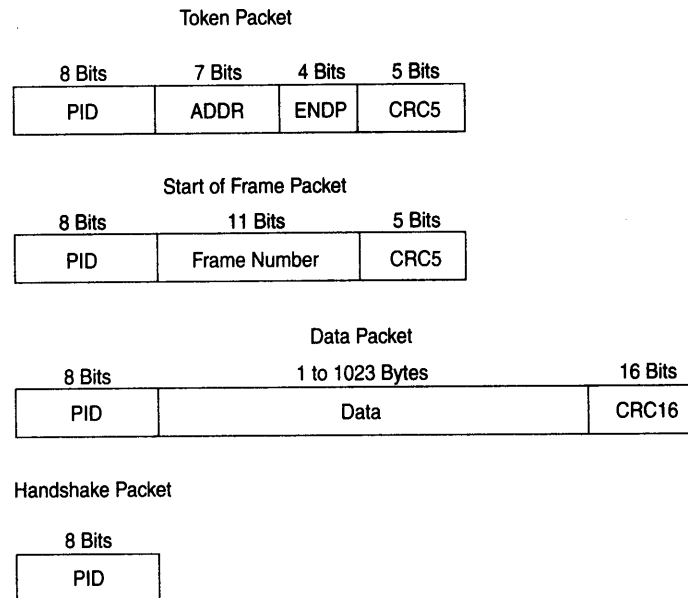 Token Packet
8 Bits 7 Bits 4 Bits 5 Bits
PID ADDR ENDP CRC5
Start of Frame Packet
8 Bits 11 Bits 5 Bits
PID Frame Number CRC5
Data Packet
8 Bits 1 to 1023 Bytes 16 Bits
PID Data CRC16
Handshake Packet
8 Bits
PID